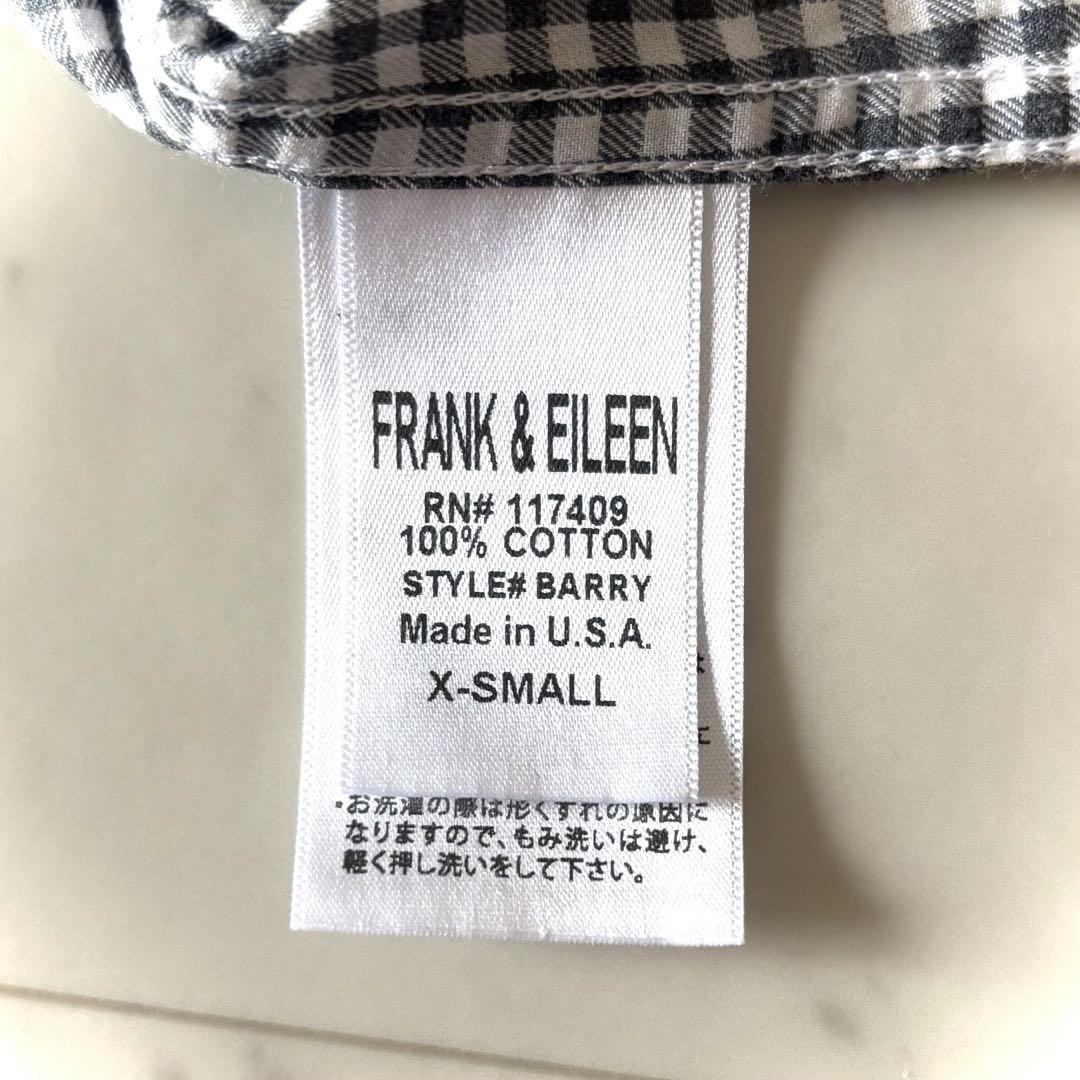 FRANK & EILEEN
RN# 117409
100% COTTON
STYLE# BARRY
Made in U.S.A.
X-SMALL
・お洗濯の際は形くずれの原因に
なりますので、もみ洗いは避け、
軽く押し洗いをして下さい。